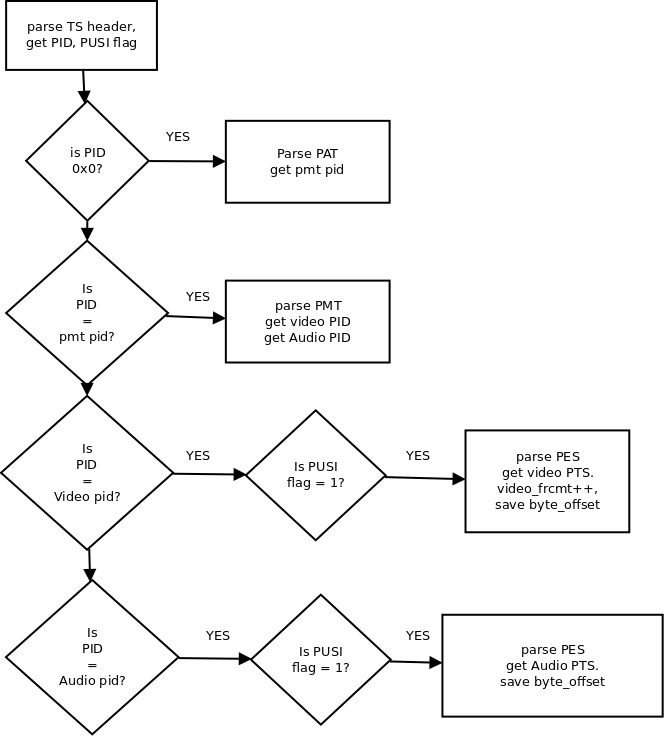 parse TS header,
get PID, PUSI flag
is PID
0x0?
YES
Parse PAT
get pmt pid
Is
PID
=
pmt pid?
YES
parse PMT
get video PID
get Audio PID
Is
PID
=
Video pid?
YES
Is PUSI
flag = 1?
YES
parse PES
get video PTS.
video_frcmt++,
save byte_offset
Is
PID
=
Audio pid?
YES
Is PUSI
flag = 1?
YES
parse PES
get Audio PTS.
save byte_offset